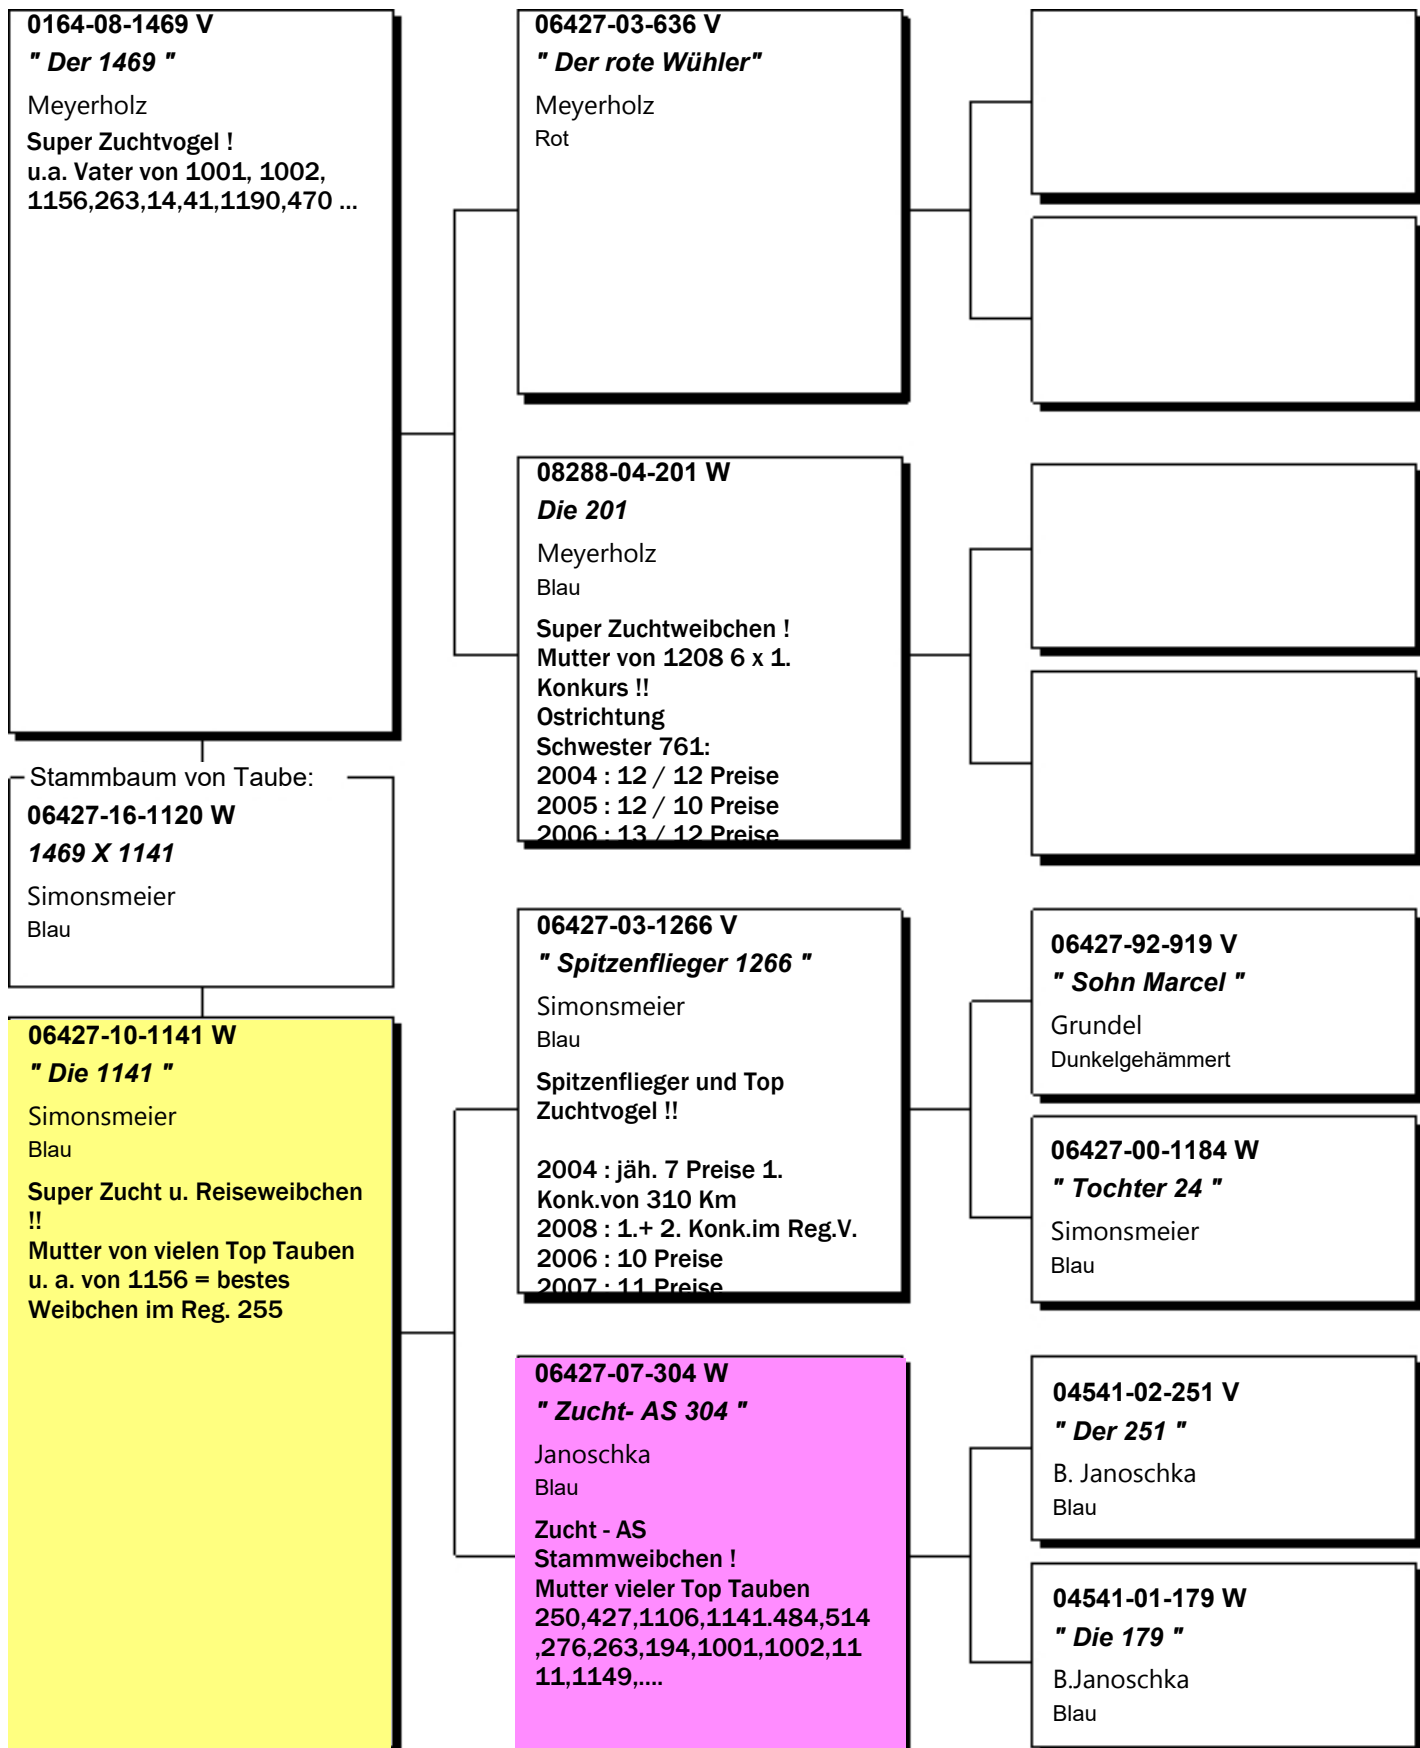 0164-08-1469 V
" Der 1469 "
Meyerholz
Super Zuchtvogel !
u.a. Vater von 1001, 1002,
1156,263,14,41,1190,470 ...
Stammbaum von Taube:
06427-16-1120 W
1469 X 1141
Simonsmeier
Blau
06427-10-1141 W
" Die 1141 "
Simonsmeier
Blau
Super Zucht u. Reiseweibchen
!!
Mutter von vielen Top Tauben
u. a. von 1156 = bestes
Weibchen im Reg. 255
06427-03-636 V
" Der rote Wühler"
Meyerholz
Rot
08288-04-201 W
Die 201
Meyerholz
Blau
Super Zuchtweibchen !
Mutter von 1208 6 x 1.
Konkurs !!
Ostrichtung
Schwester 761:
2004 : 12 / 12 Preise
2005 : 12 / 10 Preise
2006 : 13 / 12 Preise
06427-03-1266 V
" Spitzenflieger 1266 "
Simonsmeier
Blau
Spitzenflieger und Top
Zuchtvogel !!
2004 : jäh. 7 Preise 1.
Konk.von 310 Km
2008 : 1.+ 2. Konk.im Reg.V.
2006 : 10 Preise
2007 : 11 Preise
06427-07-304 W
" Zucht- AS 304 "
Janoschka
Blau
Zucht - AS
Stammweibchen !
Mutter vieler Top Tauben
250,427,1106,1141.484,514
,276,263,194,1001,1002,11
11,1149,....
06427-92-919 V
" Sohn Marcel "
Grundel
Dunkelgehämmert
06427-00-1184 W
" Tochter 24 "
Simonsmeier
Blau
04541-02-251 V
" Der 251 "
B. Janoschka
Blau
04541-01-179 W
" Die 179 "
B.Janoschka
Blau